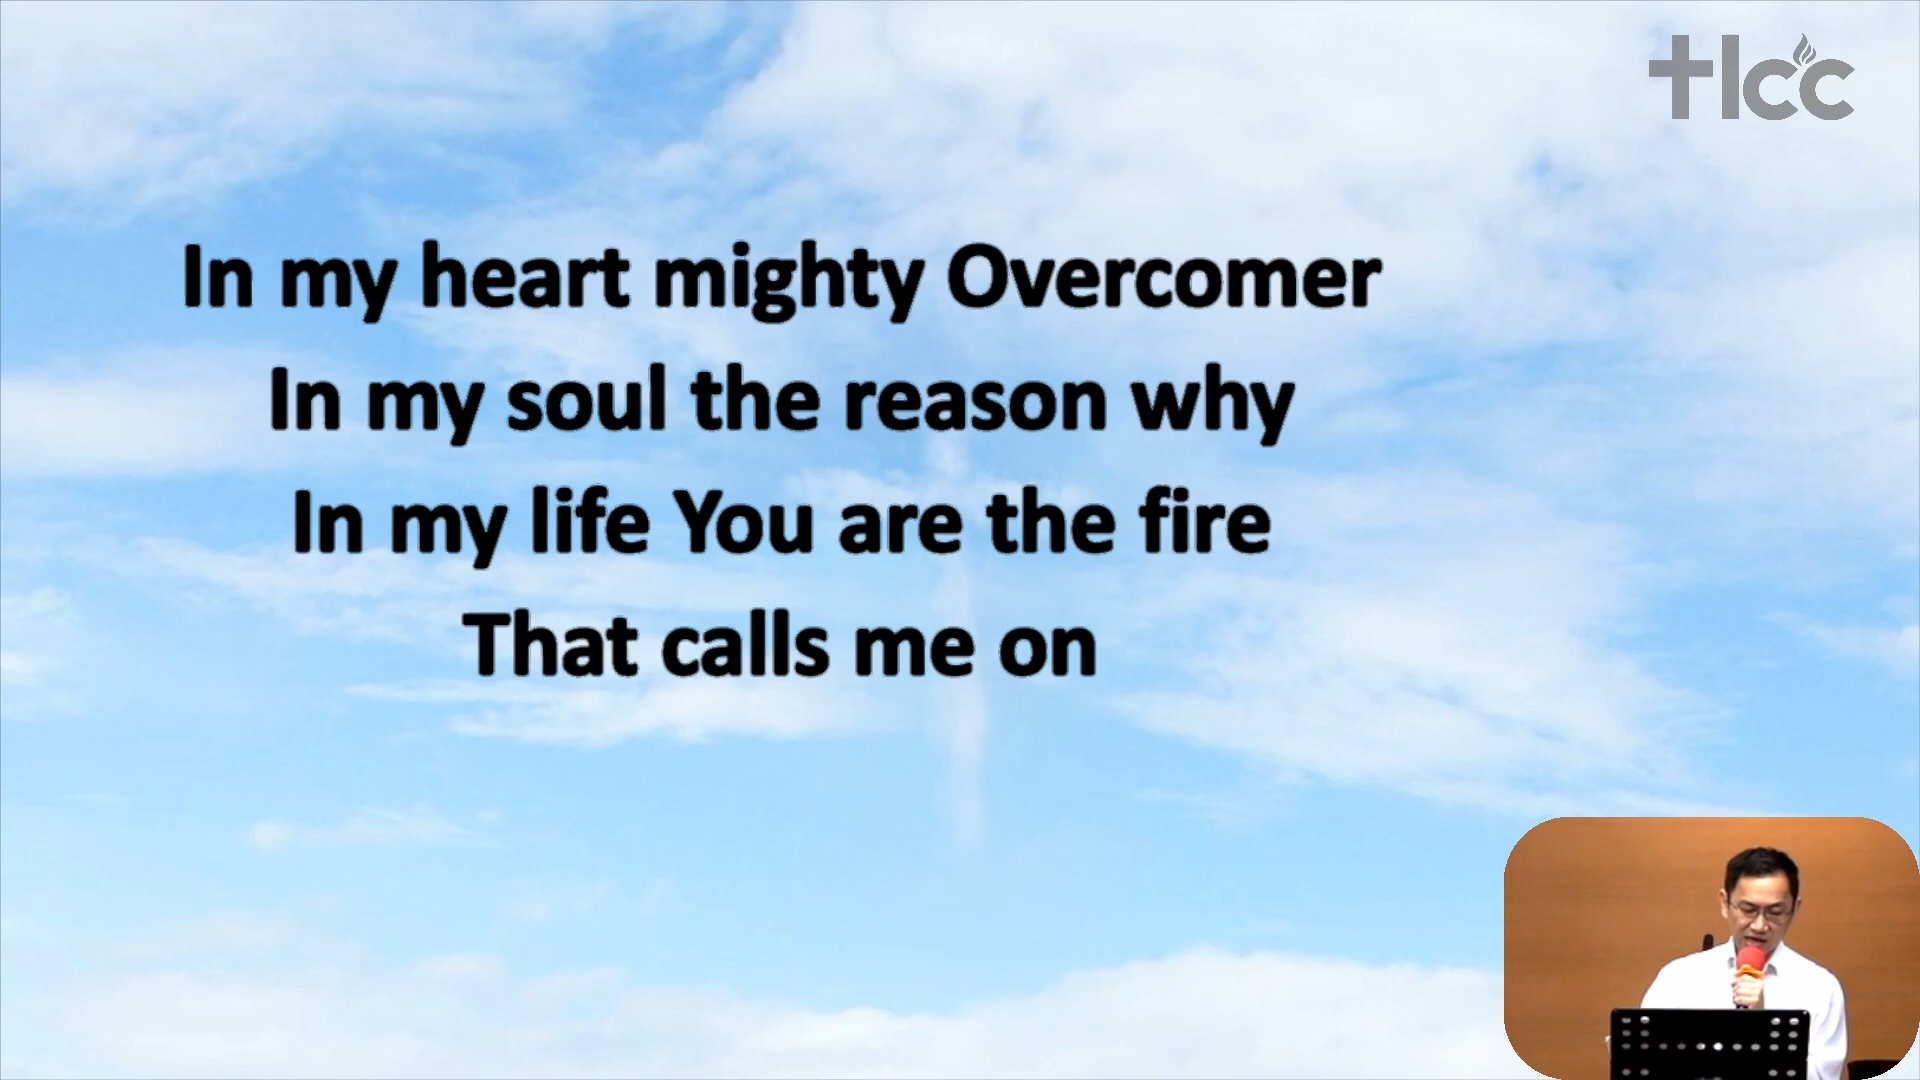 tlcc
In my heart mighty Overcomer
In my soul the reason why
In my life You are the fire
That calls me on